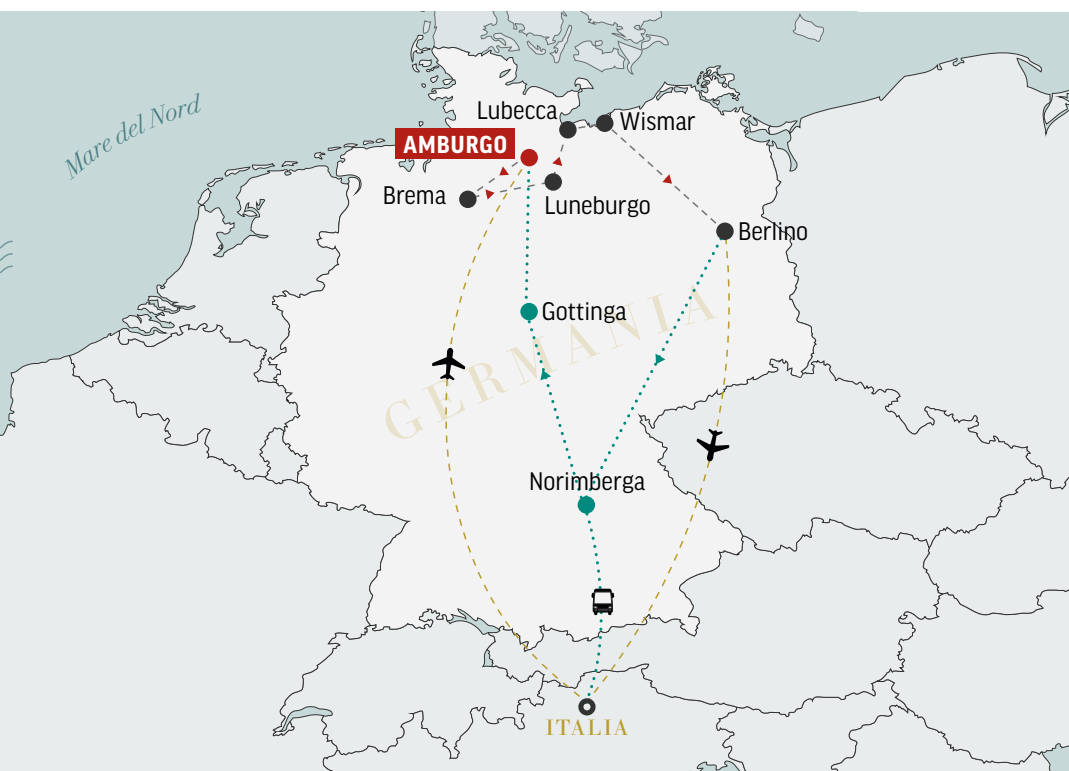 Mare del Nord
Lubecca
Wismar
AMBURGO
Brema
Luneburgo
Berlino
Gottinga
GERMANIA
Norimberga
ITALIA